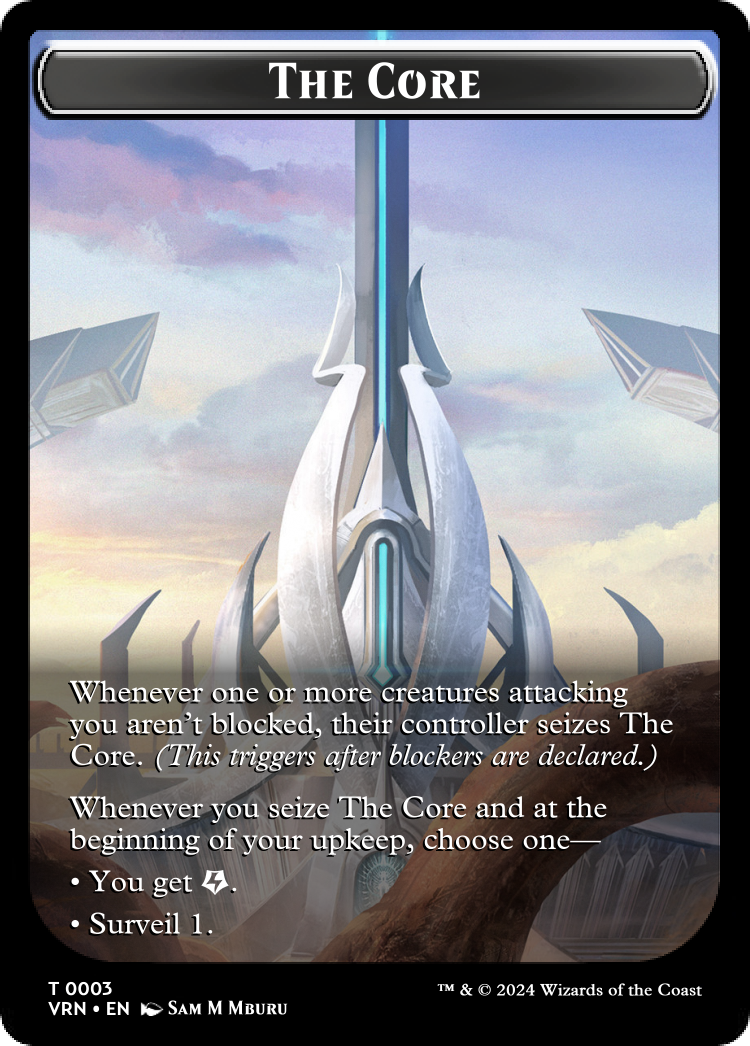 The Core
Whenever one or more creatures attacking
you aren't blocked, their controller seizes The
Core. (This triggers after blockers are declared.)
Whenever you seize The Core and at the
beginning of your upkeep, choose one—
• You get .
• Surveil 1.
T 0003
VRN • EN Sam M Mburu
™ & © 2024 Wizards of the Coast